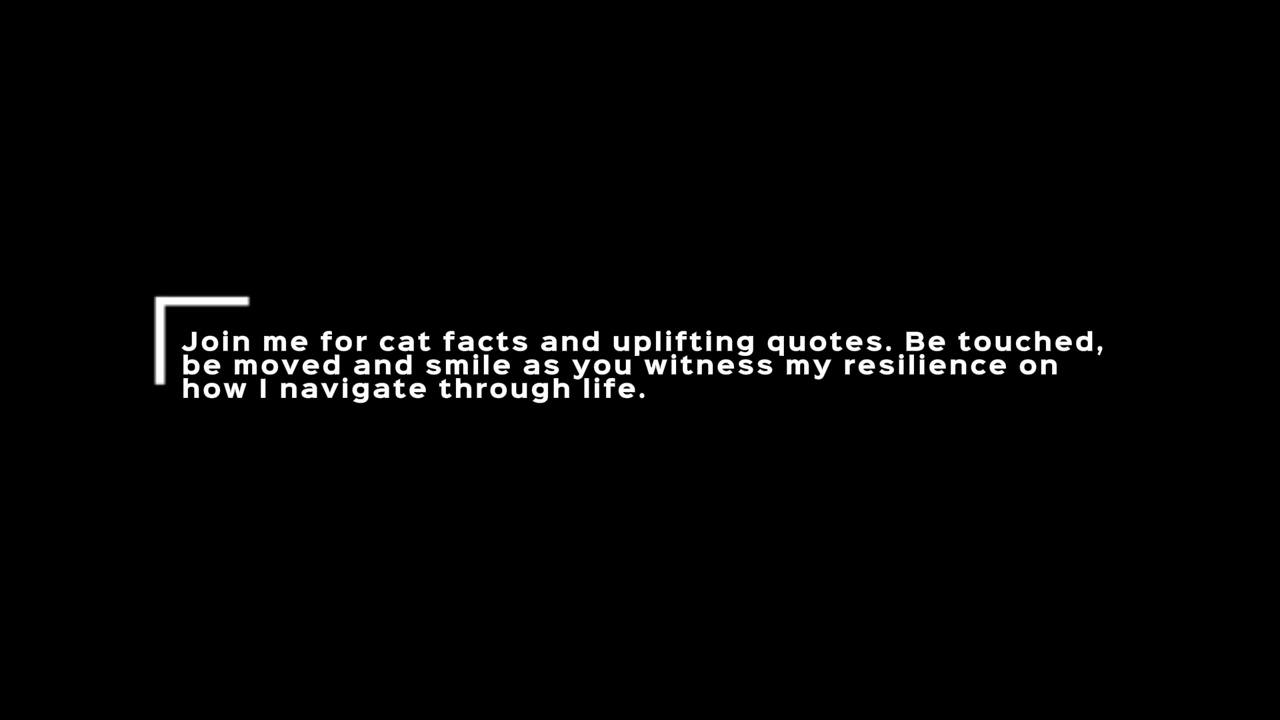 Join me for cat facts and uplifting quotes. Be touched,
be moved and smile as you witness my resilience on
how I navigate through life.